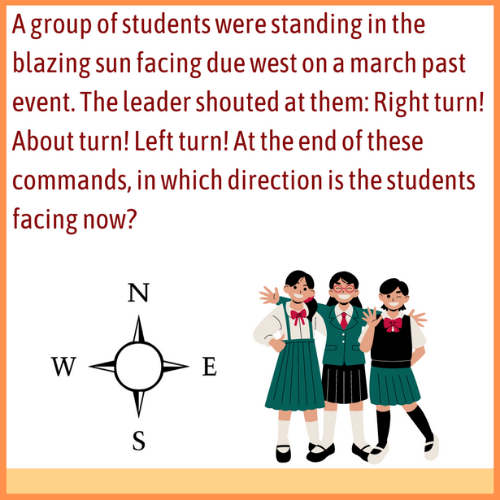 A group of students were standing in the
blazing sun facing due west on a march past
event. The leader shouted at them: Right turn!
About turn! Left turn! At the end of these
commands, in which direction is the students
facing now?
N
W E
S